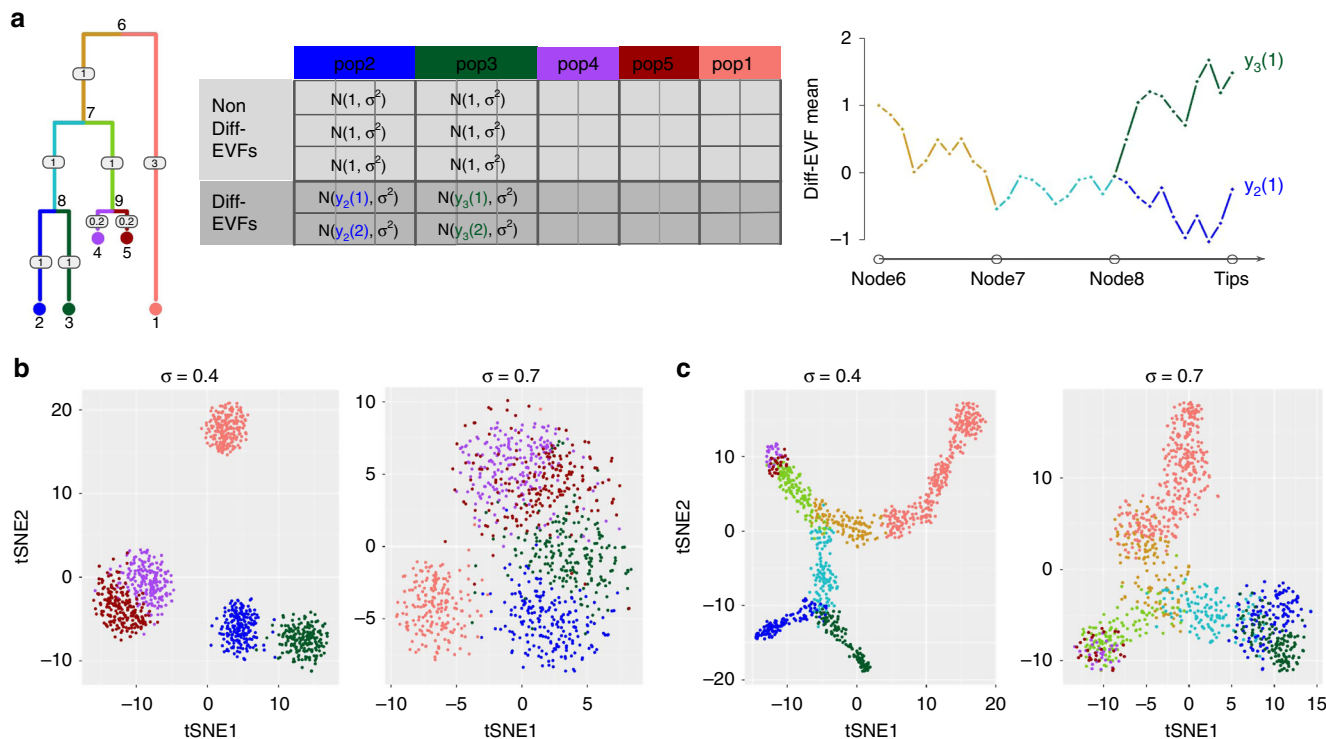 a
6
1
7
1
1
3
8
9
1
1
0.2
0.2
4
5
2
3
1
pop2 pop3 pop4 pop5 pop1
Non Diff-EVFs
N(1, σ²) N(1, σ²)
N(1, σ²) N(1, σ²)
N(1, σ²) N(1, σ²)
Diff-EVFs
N(y₂(1), σ²) N(y₃(1), σ²)
N(y₂(2), σ²) N(y₃(2), σ²)
Diff-EVF mean
2
1
0
−1
y₃(1)
y₂(1)
Node6 Node7 Node8 Tips
b
σ = 0.4
tSNE2
20
10
0
−10
−10 0 10
tSNE1
σ = 0.7
10
5
0
−5
−10 −5 0 5
tSNE1
c
σ = 0.4
tSNE2
10
0
−10
−20
−10 0 10 20
tSNE1
σ = 0.7
10
0
−10
−10 −5 0 5 10 15
tSNE1